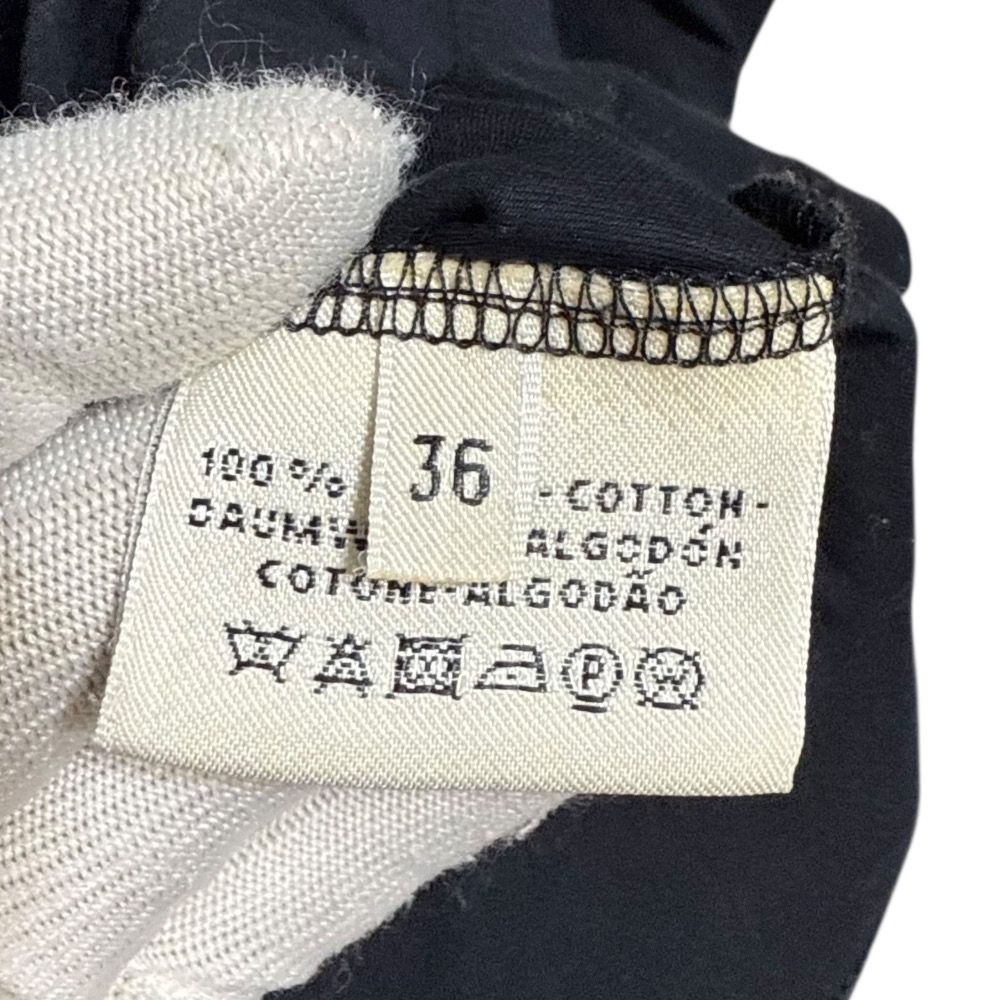 36
100% -COTTON-
ALGODÓN
COTONE-ALGODÃO
P W